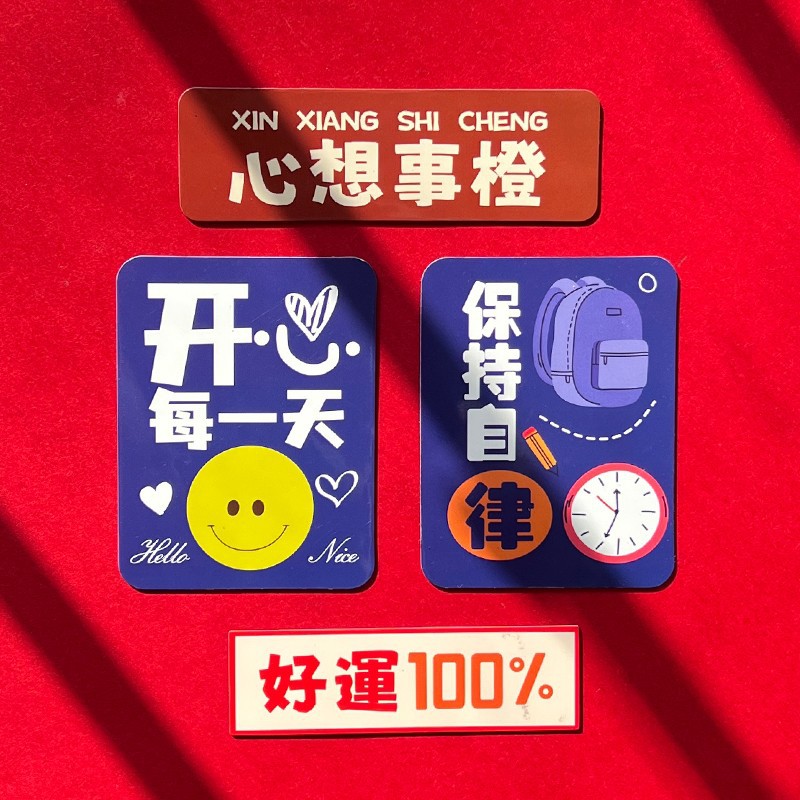 XIN XIANG SHI CHENG
心想事橙
开心
每一天
Hello
Nice
保
持
自
律
好運100%